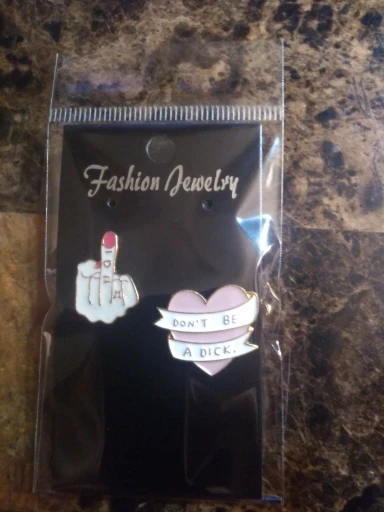 Fashion Jewelry
DON'T BE
A DICK.